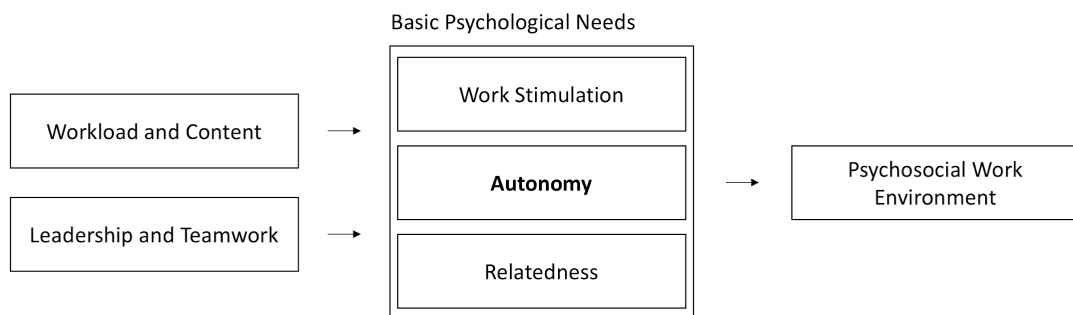 Basic Psychological Needs
Workload and Content
Leadership and Teamwork
Work Stimulation
Autonomy
Relatedness
Psychosocial Work
Environment